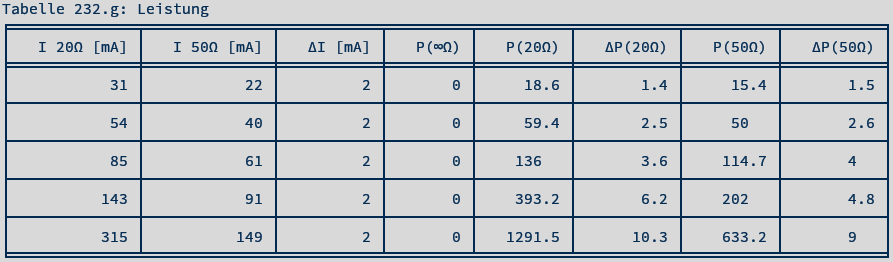 Tabelle 232.g: Leistung
I 20Ω [mA] I 50Ω [mA] ΔI [mA] P(∞Ω) P(20Ω) ΔP(20Ω) P(50Ω) ΔP(50Ω)
31 22 2 0 18.6 1.4 15.4 1.5
54 40 2 0 59.4 2.5 50 2.6
85 61 2 0 136 3.6 114.7 4
143 91 2 0 393.2 6.2 202 4.8
315 149 2 0 1291.5 10.3 633.2 9